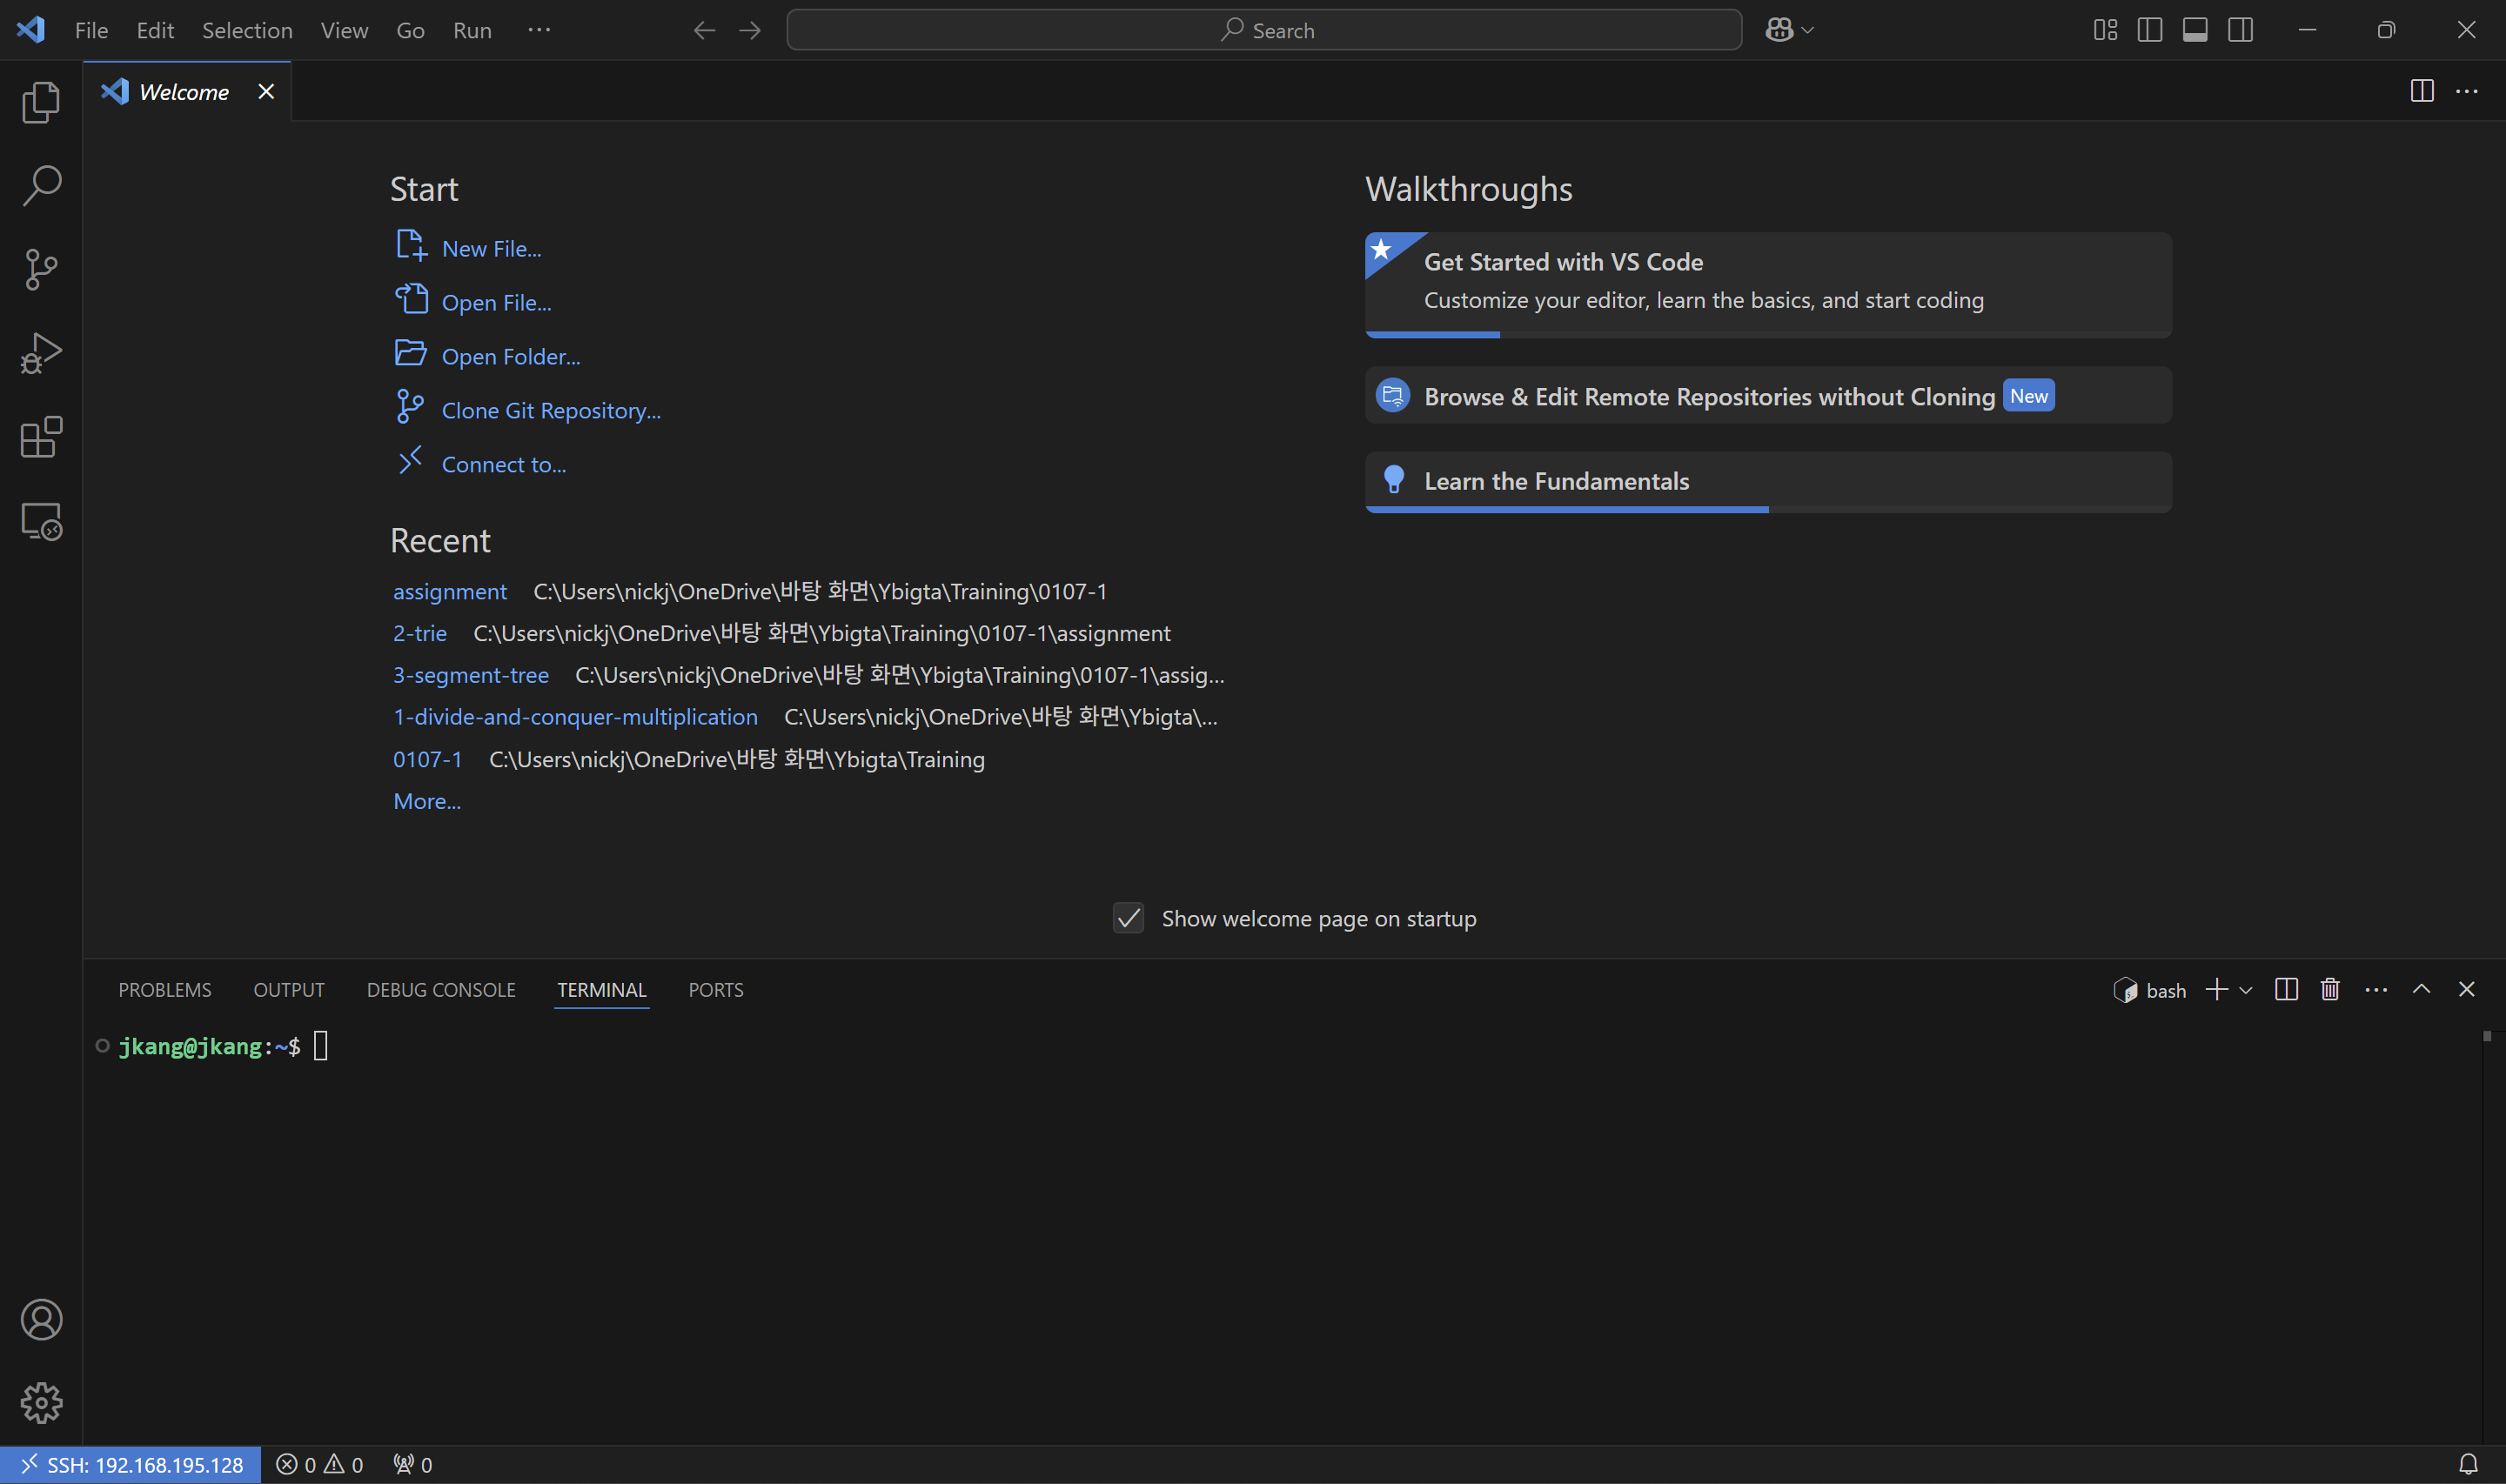 File Edit Selection View Go Run ···
Search
Welcome
Start
New File...
Open File...
Open Folder...
Clone Git Repository...
Connect to...
Recent
assignment C:\Users\nickj\OneDrive\바탕 화면\Ybigta\Training\0107-1
2-trie C:\Users\nickj\OneDrive\바탕 화면\Ybigta\Training\0107-1\assignment
3-segment-tree C:\Users\nickj\OneDrive\바탕 화면\Ybigta\Training\0107-1\assig...
1-divide-and-conquer-multiplication C:\Users\nickj\OneDrive\바탕 화면\Ybigta\...
0107-1 C:\Users\nickj\OneDrive\바탕 화면\Ybigta\Training
More...
Walkthroughs
Get Started with VS Code
Customize your editor, learn the basics, and start coding
Browse & Edit Remote Repositories without Cloning New
Learn the Fundamentals
Show welcome page on startup
PROBLEMS OUTPUT DEBUG CONSOLE TERMINAL PORTS
bash
jkang@jkang:~$
SSH: 192.168.195.128 0 0 0